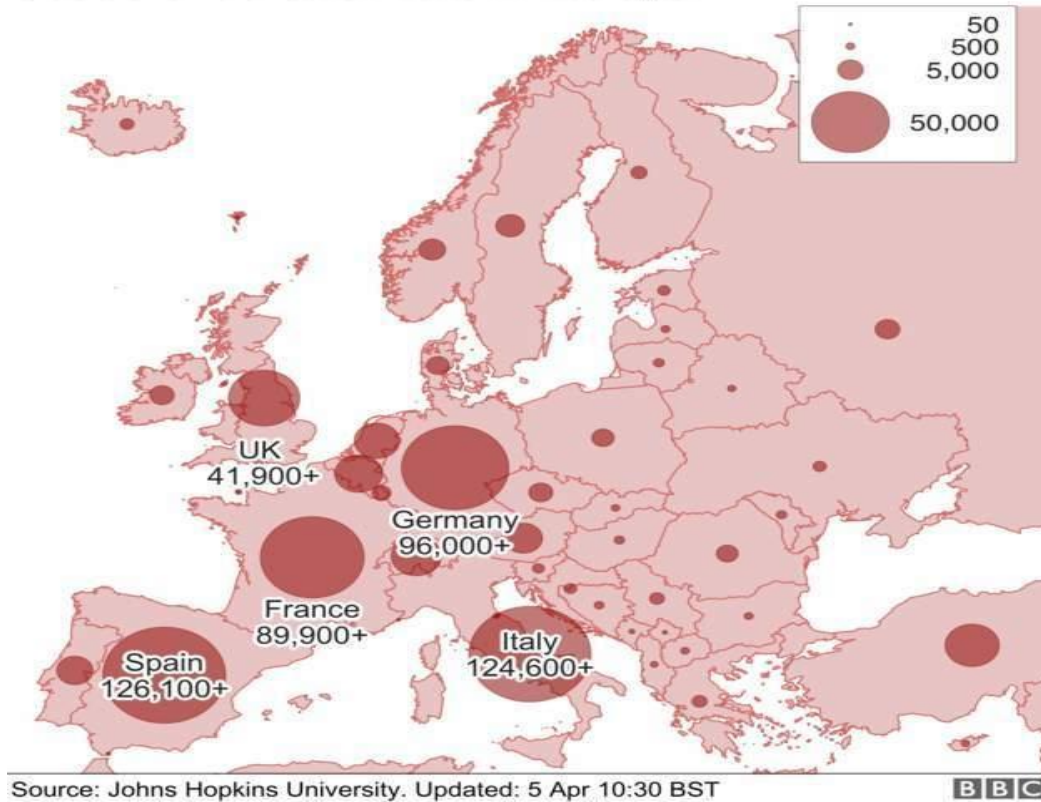 50
500
5,000
50,000
UK
41,900+
Germany
96,000+
France
89,900+
Spain
126,100+
Italy
124,600+
Source: Johns Hopkins University. Updated: 5 Apr 10:30 BST
BBC